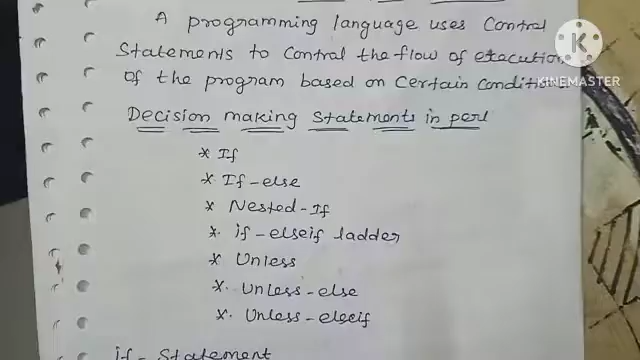 A programming language uses Control
Statements to Control the flow of execution
of the program based on Certain Conditions
KINEMASTER
Decision making Statements in perl
* If
* If-else
* Nested-If
* if-elseif ladder
* Unless
* Unless-else
* Unless-elseif
if-Statement